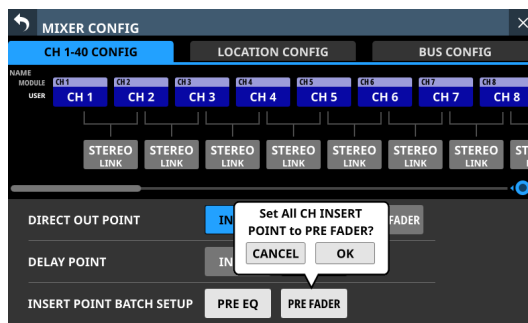 MIXER CONFIG
CH 1-40 CONFIG LOCATION CONFIG BUS CONFIG
NAME
MODULE CH 1 CH 2 CH 3 CH 4 CH 5 CH 6 CH 7 CH 8
USER CH 1 CH 2 CH 3 CH 4 CH 5 CH 6 CH 7 CH 8
STEREO STEREO STEREO STEREO STEREO STEREO STEREO ST
LINK LINK LINK LINK LINK LINK LINK
Set All CH INSERT
POINT to PRE FADER?
DIRECT OUT POINT IN FADER
CANCEL OK
DELAY POINT IN
INSERT POINT BATCH SETUP PRE EQ PRE FADER